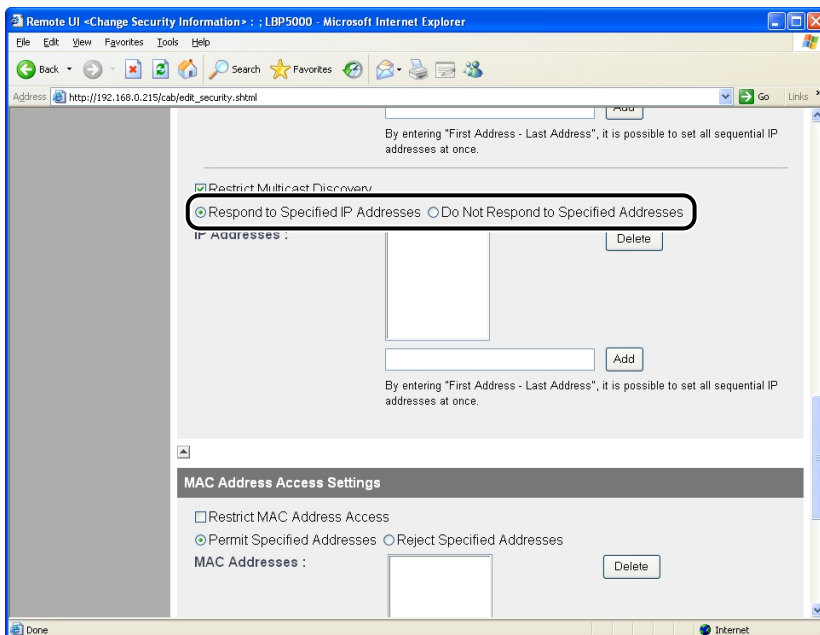 Remote UI <Change Security Information> : ; LBP5000 - Microsoft Internet Explorer
File Edit View Favorites Tools Help
Back Search Favorites
Address http://192.168.0.215/cab/edit_security.shtml Go Links »
Add
By entering "First Address - Last Address", it is possible to set all sequential IP
addresses at once.
Restrict Multicast Discovery
Respond to Specified IP Addresses Do Not Respond to Specified Addresses
IP Addresses :
Delete
Add
By entering "First Address - Last Address", it is possible to set all sequential IP
addresses at once.
MAC Address Access Settings
Restrict MAC Address Access
Permit Specified Addresses Reject Specified Addresses
MAC Addresses :
Delete
Done Internet